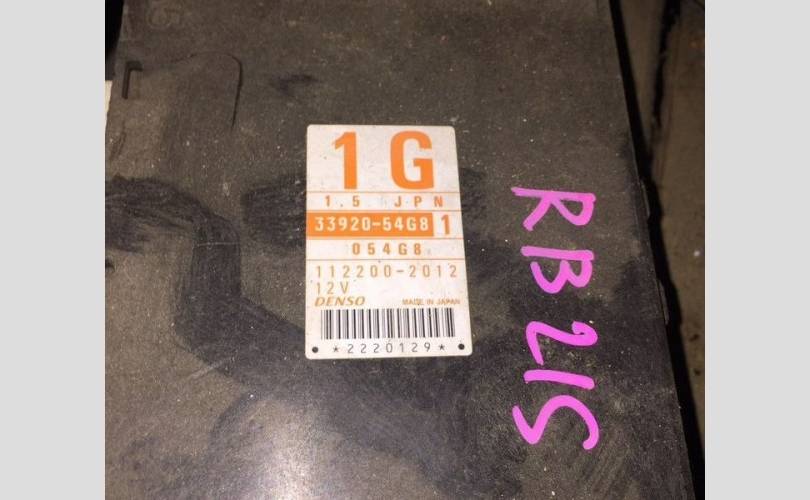 1G
1.5 JPN
33920-54G8 1
054G8
112200-2012
12V
DENSO MADE IN JAPAN
*2220129*
RB21S